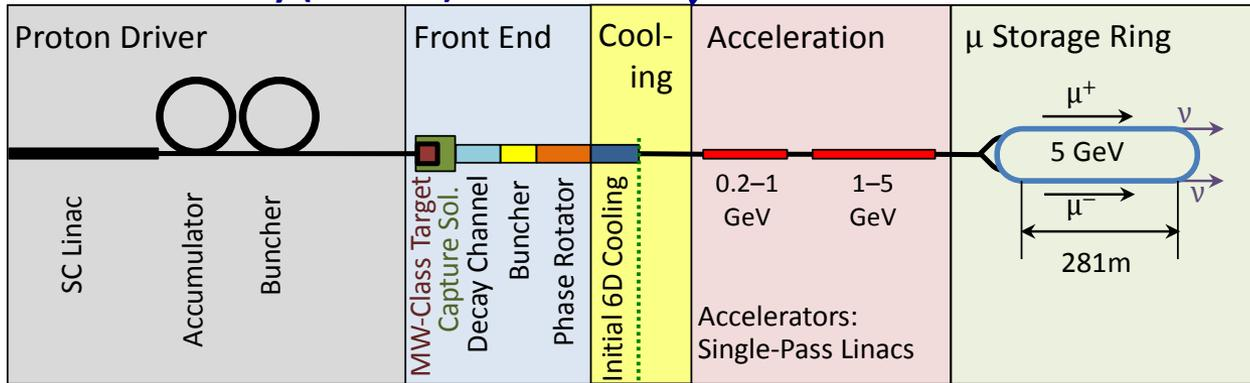 Proton Driver
Front End
Cool-
ing
Acceleration
μ Storage Ring
SC Linac
Accumulator
Buncher
MW-Class Target
Capture Sol.
Decay Channel
Buncher
Phase Rotator
Initial 6D Cooling
0.2–1
GeV
1–5
GeV
Accelerators:
Single-Pass Linacs
μ+
ν
5 GeV
μ−
ν
281m